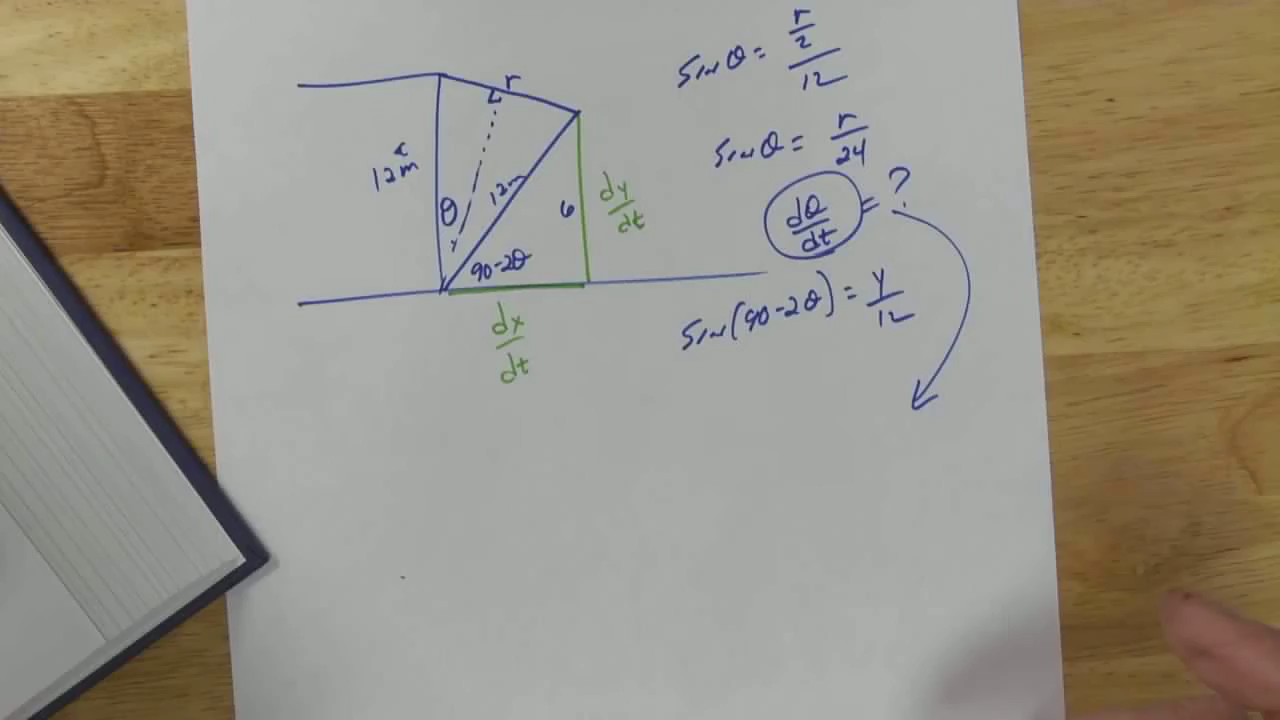 r
12m
θ
12m
6
90-2θ
dy/dt
dx/dt
sin θ = r/2/12
sin θ = r/24
dθ/dt = ?
sin(90-2θ) = y/12